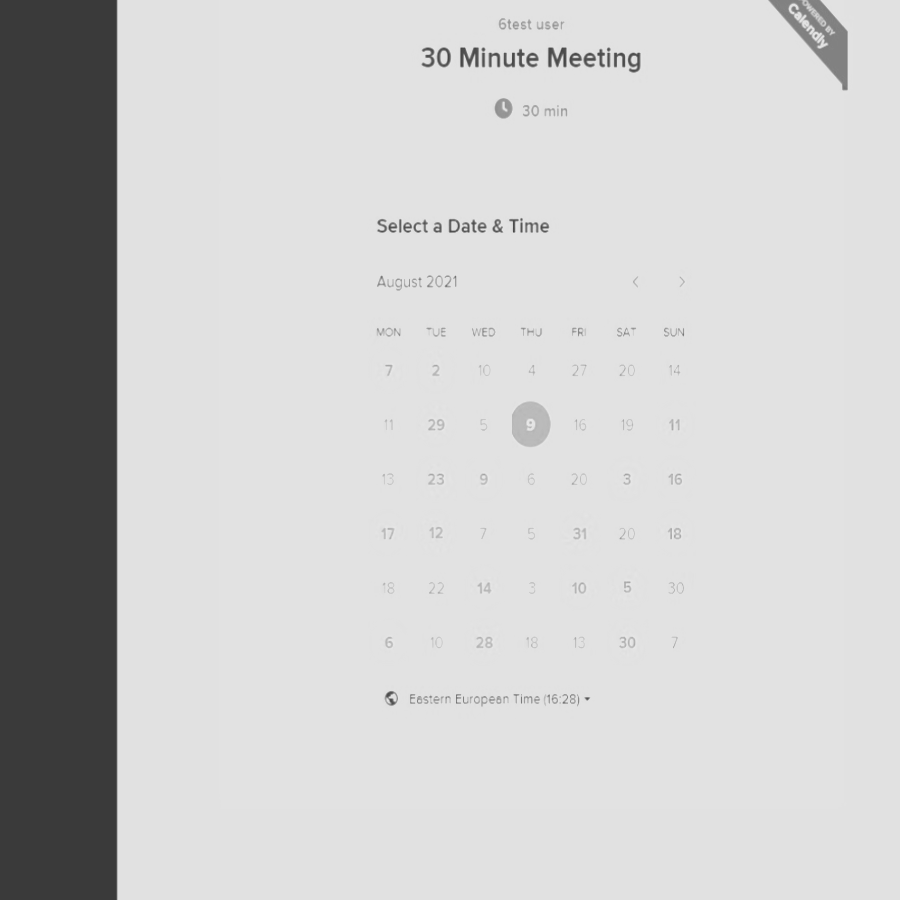 6test user
POWERED BY
Calendly
30 Minute Meeting
30 min
Select a Date & Time
August 2021
< >
MON TUE WED THU FRI SAT SUN
7 2 10 4 27 20 14
11 29 5 9 16 19 11
13 23 9 6 20 3 16
17 12 7 5 31 20 18
18 22 14 3 10 5 30
6 10 28 18 13 30 7
Eastern European Time (16:28)